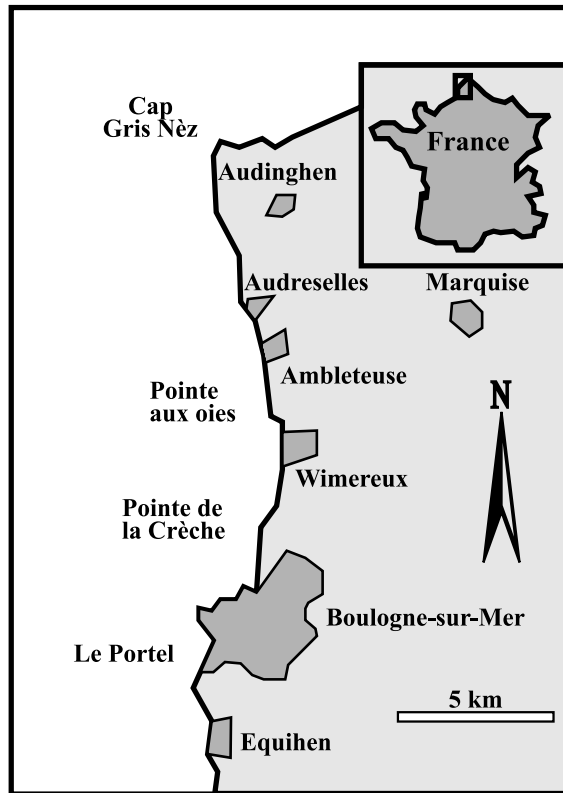 Cap
Gris Nèz
France
Audinghen
Audreselles
Marquise
Ambleteuse
Pointe
aux oies
N
Wimereux
Pointe de
la Crèche
Boulogne-sur-Mer
Le Portel
5 km
Equihen